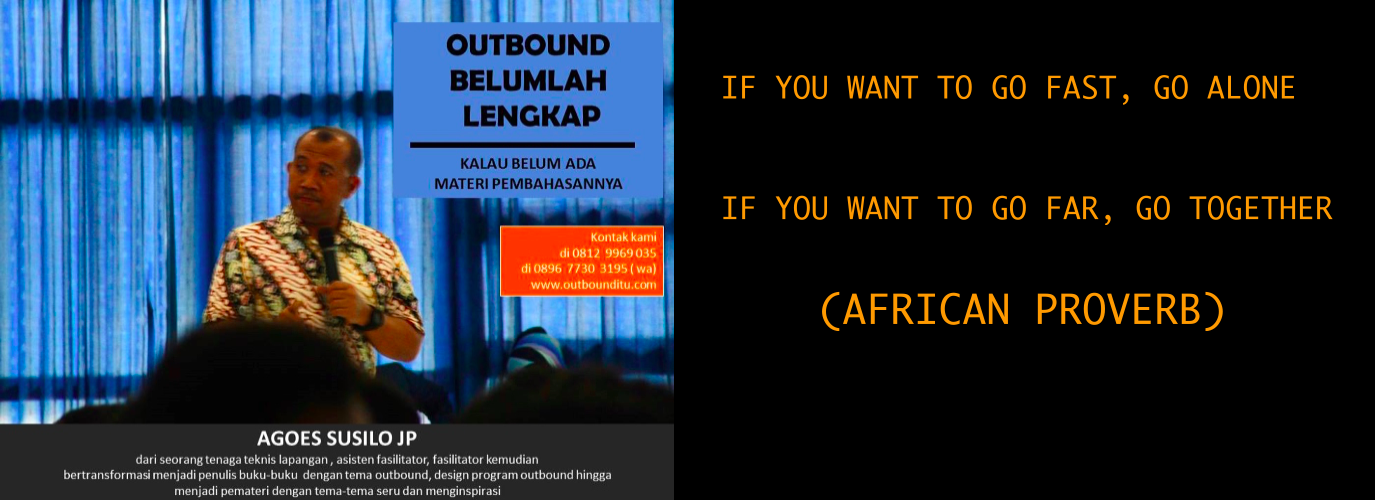 OUTBOUND
BELUMLAH
LENGKAP
KALAU BELUM ADA
MATERI PEMBAHASANNYA
Kontak kami
di 0812 9969 035
di 0896 7730 3195 ( wa)
www.outbounditu.com
AGOES SUSILO JP
dari seorang tenaga teknis lapangan , asisten fasilitator, fasilitator kemudian
bertransformasi menjadi penulis buku-buku dengan tema outbound, design program outbound hingga
menjadi pemateri dengan tema-tema seru dan menginspirasi
IF YOU WANT TO GO FAST, GO ALONE
IF YOU WANT TO GO FAR, GO TOGETHER
(AFRICAN PROVERB)